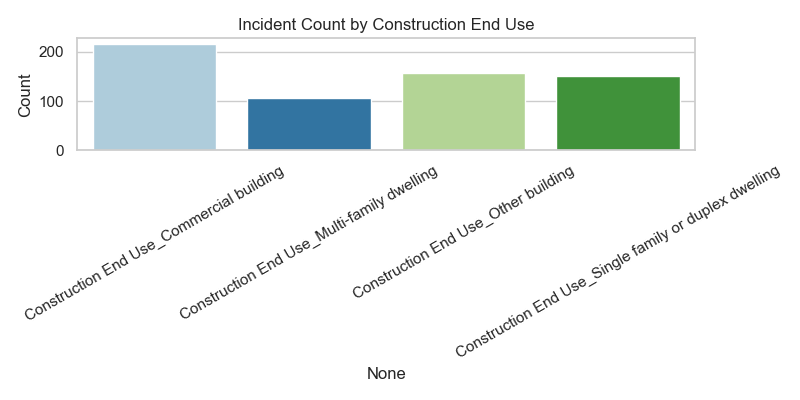 Incident Count by Construction End Use
Count
200
100
0
Construction End Use_Commercial building
Construction End Use_Multi-family dwelling
Construction End Use_Other building
Construction End Use_Single family or duplex dwelling
None